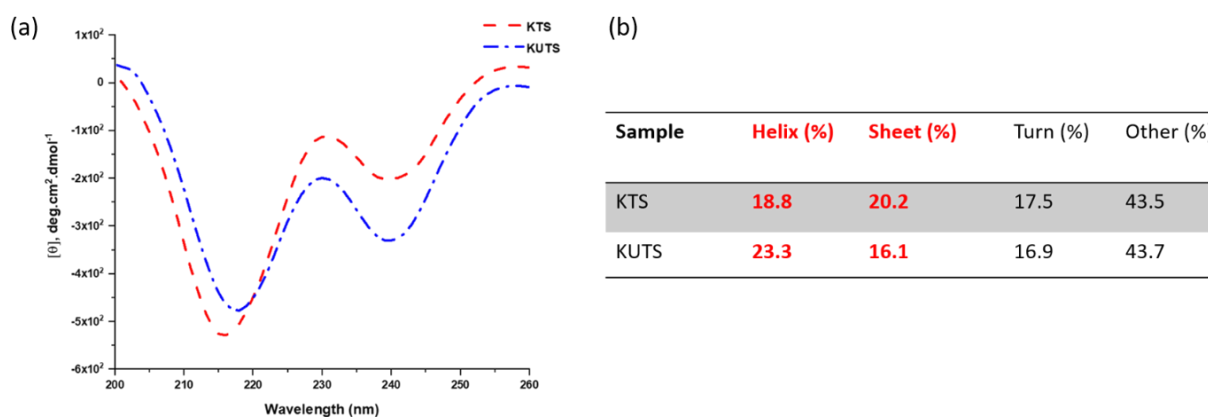 (a)
KTS
KUTS
1x10²
0
-1x10²
-2x10²
-3x10²
-4x10²
-5x10²
-6x10²
[θ], deg.cm².dmol⁻¹
200 210 220 230 240 250 260
Wavelength (nm)
(b)
Sample Helix (%) Sheet (%) Turn (%) Other (%)
KTS 18.8 20.2 17.5 43.5
KUTS 23.3 16.1 16.9 43.7